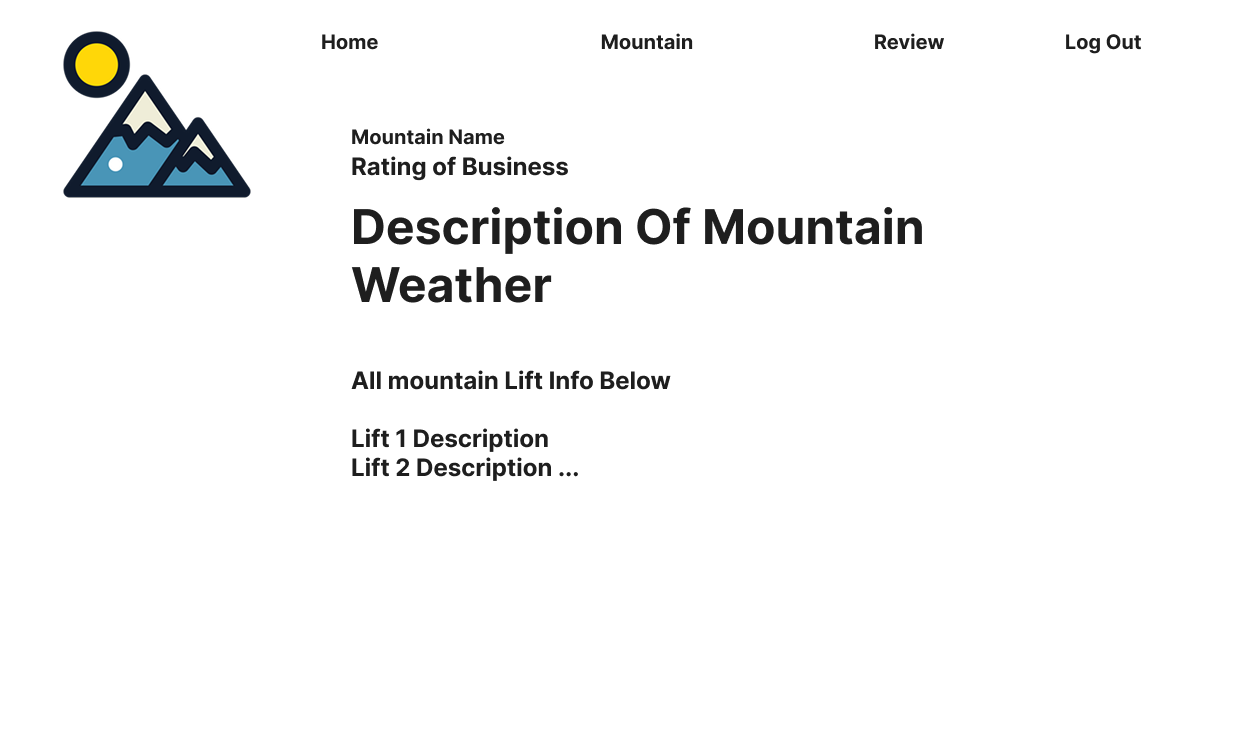 Home Mountain Review Log Out
Mountain Name
Rating of Business
Description Of Mountain
Weather
All mountain Lift Info Below
Lift 1 Description
Lift 2 Description ...